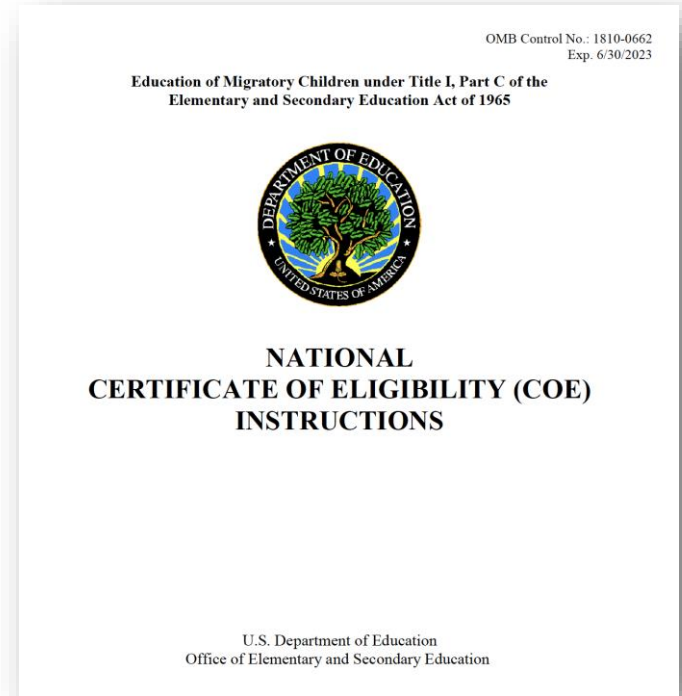 OMB Control No.: 1810-0662
Exp. 6/30/2023
Education of Migratory Children under Title I, Part C of the
Elementary and Secondary Education Act of 1965
DEPARTMENT OF EDUCATION
UNITED STATES OF AMERICA
NATIONAL
CERTIFICATE OF ELIGIBILITY (COE)
INSTRUCTIONS
U.S. Department of Education
Office of Elementary and Secondary Education